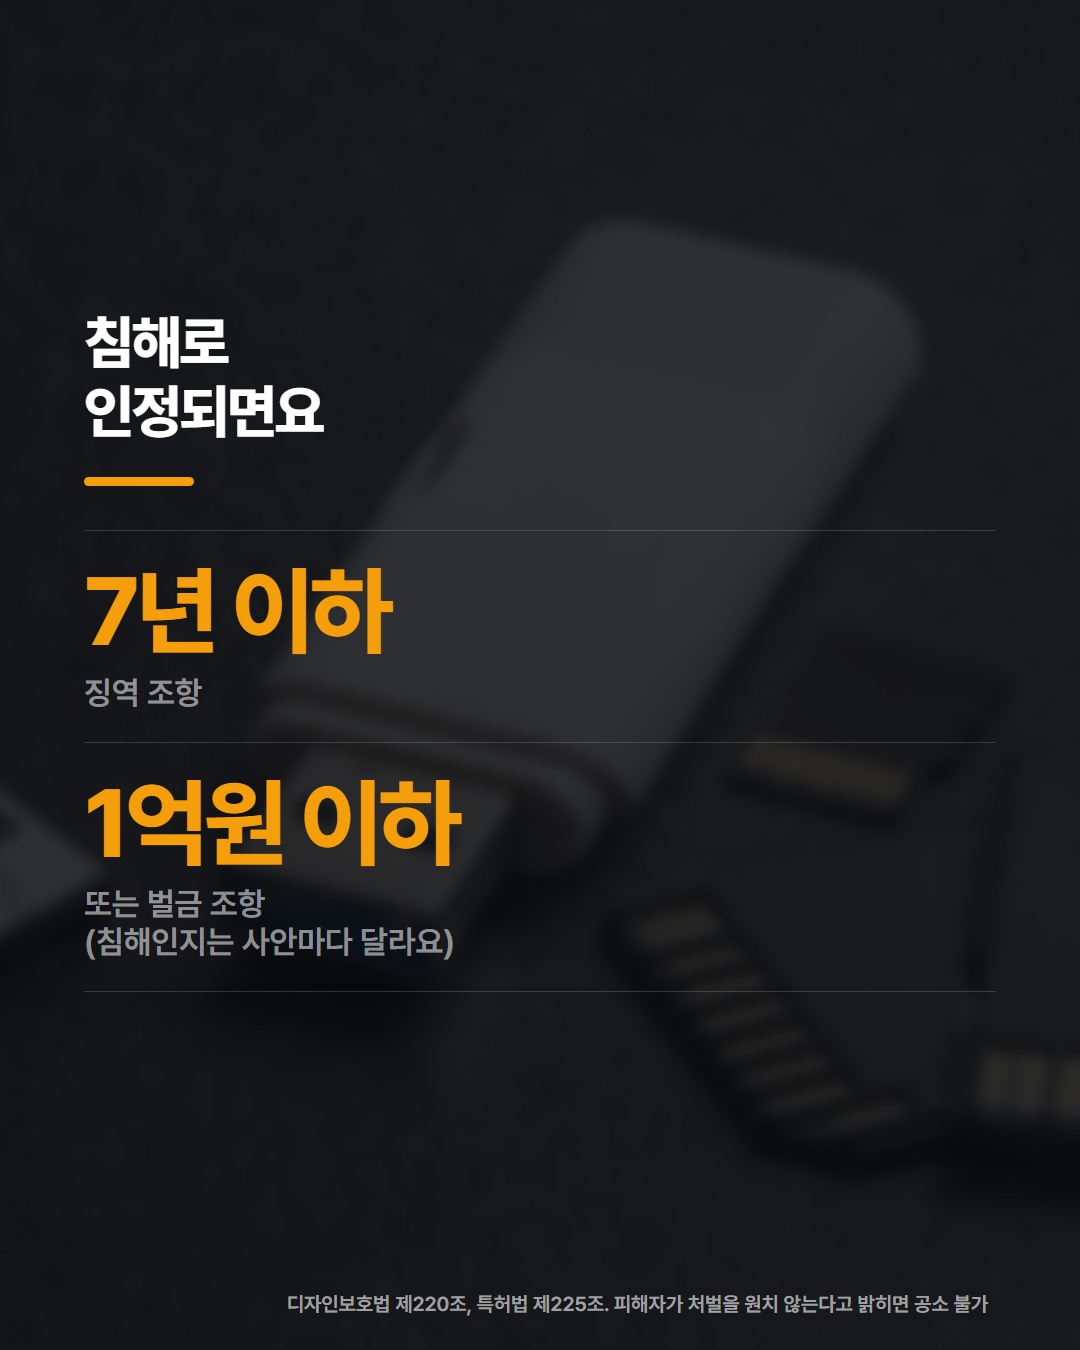 침해로
인정되면요
7년 이하
징역 조항
1억원 이하
또는 벌금 조항
(침해인지는 사안마다 달라요)
디자인보호법 제220조, 특허법 제225조. 피해자가 처벌을 원치 않는다고 밝히면 공소 불가